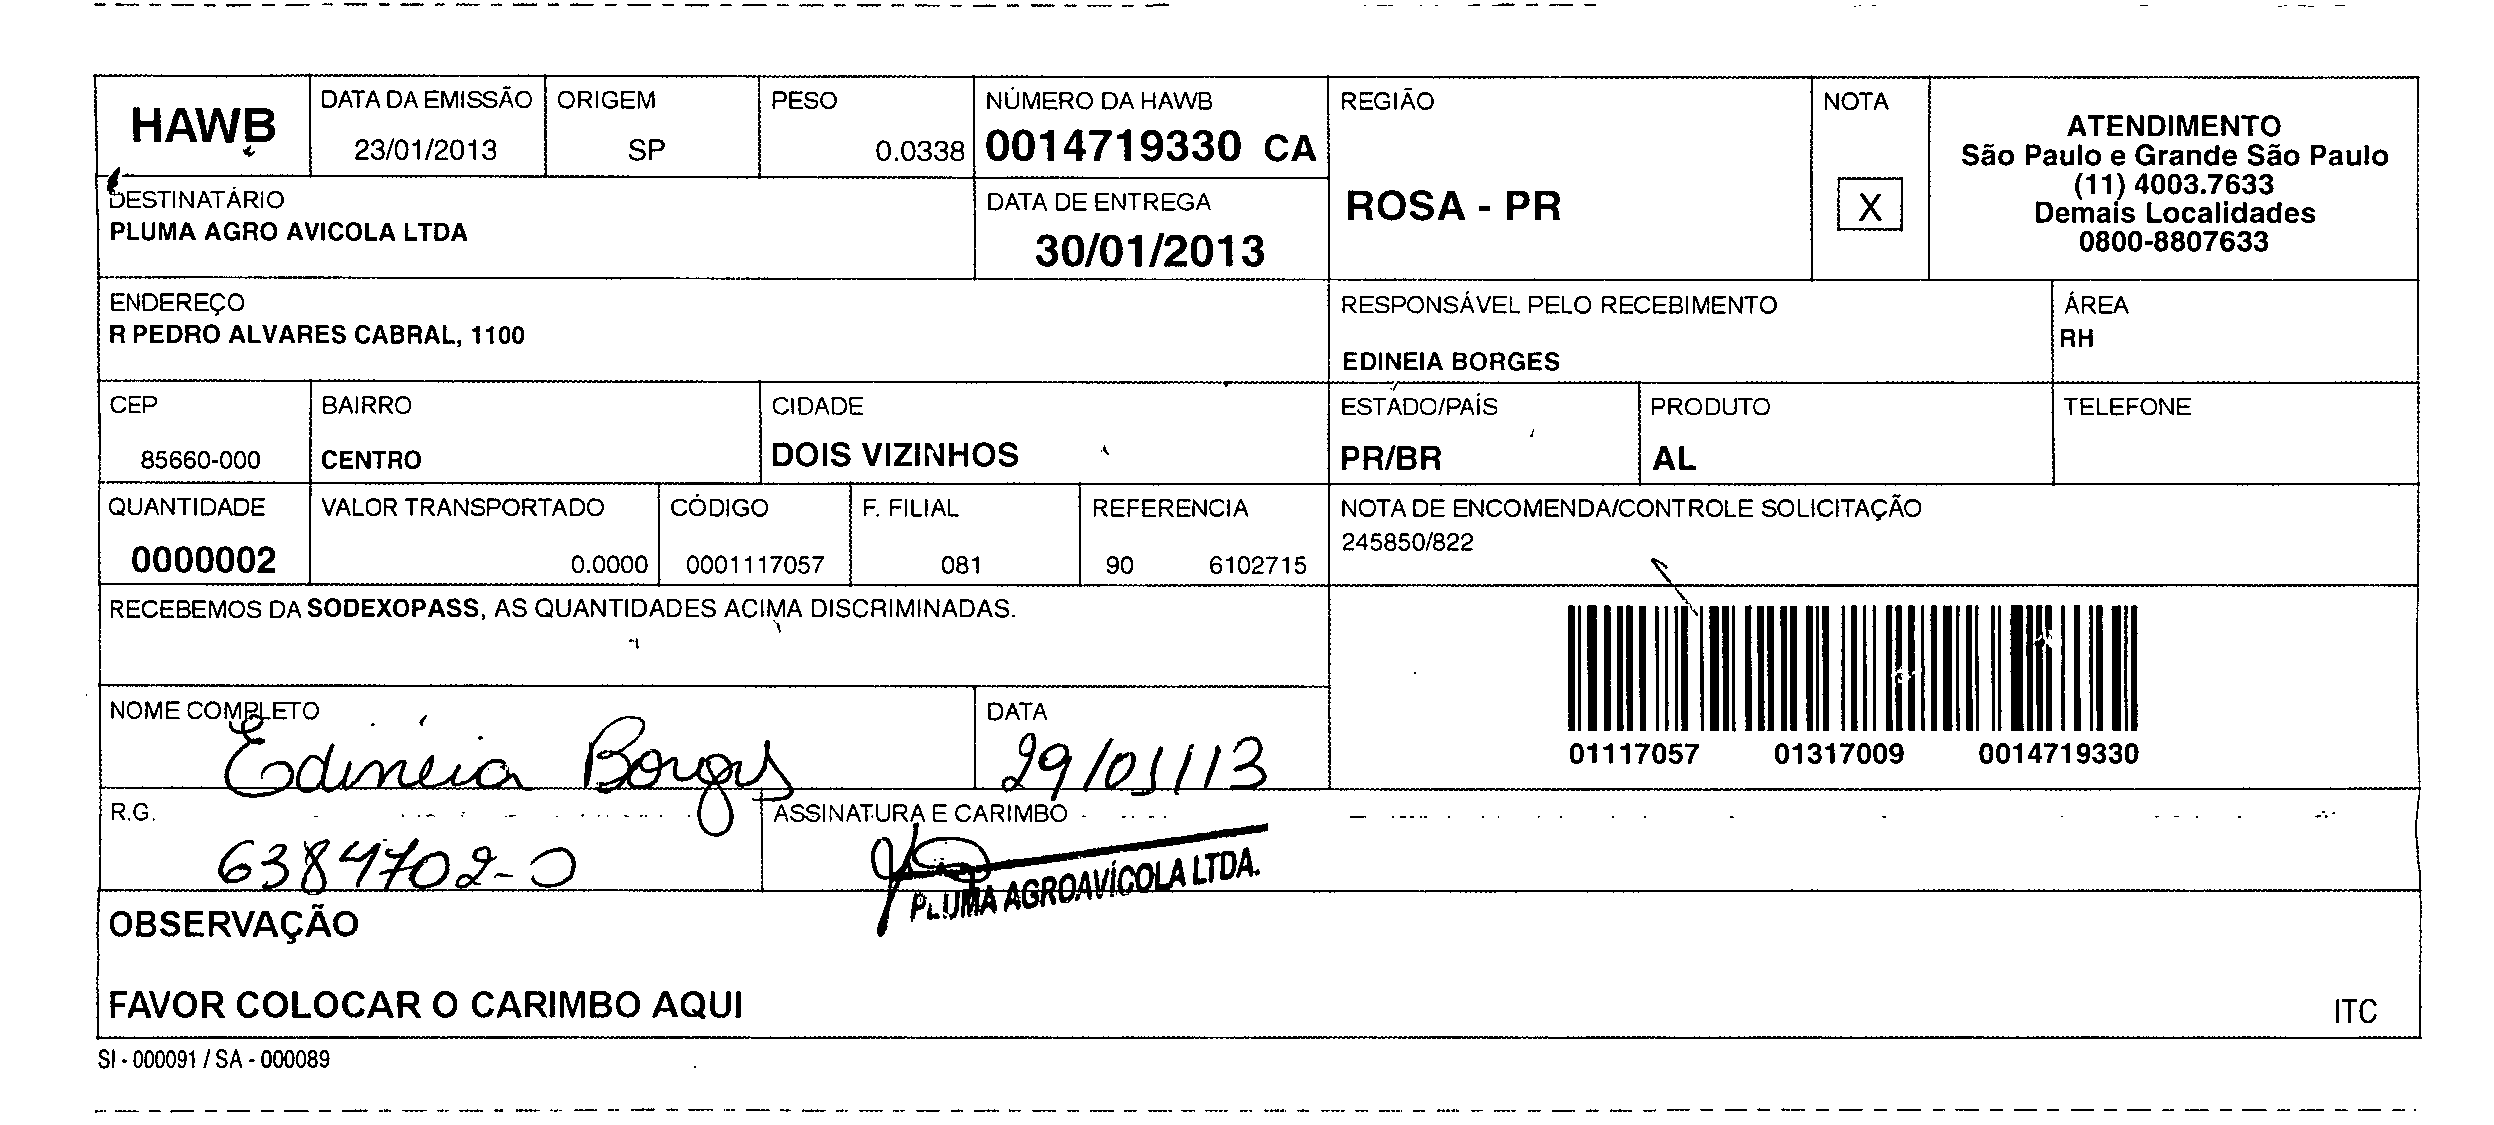 HAWB
DATA DA EMISSÃO
23/01/2013
ORIGEM
SP
PESO
0.0338
NÚMERO DA HAWB
0014719330 CA
REGIÃO
ROSA - PR
NOTA
X
ATENDIMENTO
São Paulo e Grande São Paulo
(11) 4003.7633
Demais Localidades
0800-8807633
DESTINATÁRIO
PLUMA AGRO AVICOLA LTDA
DATA DE ENTREGA
30/01/2013
ENDEREÇO
R PEDRO ALVARES CABRAL, 1100
RESPONSÁVEL PELO RECEBIMENTO
EDINEIA BORGES
ÁREA
RH
CEP
85660-000
BAIRRO
CENTRO
CIDADE
DOIS VIZINHOS
ESTADO/PAÍS
PR/BR
PRODUTO
AL
TELEFONE
QUANTIDADE
0000002
VALOR TRANSPORTADO
0.0000
CÓDIGO
0001117057
F. FILIAL
081
REFERENCIA
90 6102715
NOTA DE ENCOMENDA/CONTROLE SOLICITAÇÃO
245850/822
RECEBEMOS DA SODEXOPASS, AS QUANTIDADES ACIMA DISCRIMINADAS.
01117057 01317009 0014719330
NOME COMPLETO
Edinéia Borges
DATA
29/01/13
R.G.
6384702-0
ASSINATURA E CARIMBO
PLUMA AGROAVÍCOLA LTDA.
OBSERVAÇÃO
FAVOR COLOCAR O CARIMBO AQUI
ITC
SI - 000091 / SA - 000089